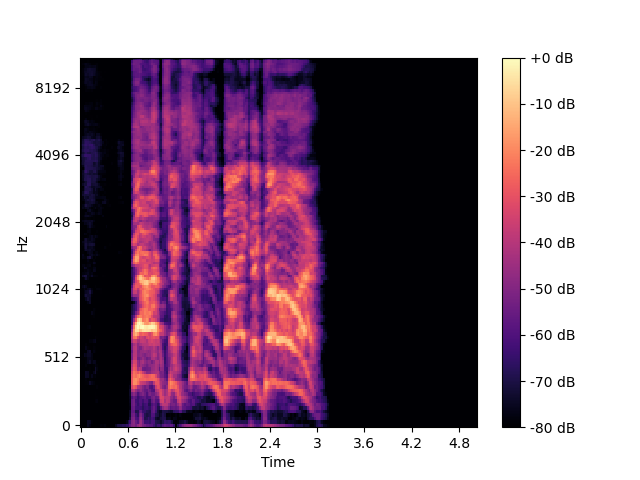 8192
4096
2048
1024
512
0
Hz
0 0.6 1.2 1.8 2.4 3 3.6 4.2 4.8
Time
+0 dB
-10 dB
-20 dB
-30 dB
-40 dB
-50 dB
-60 dB
-70 dB
-80 dB